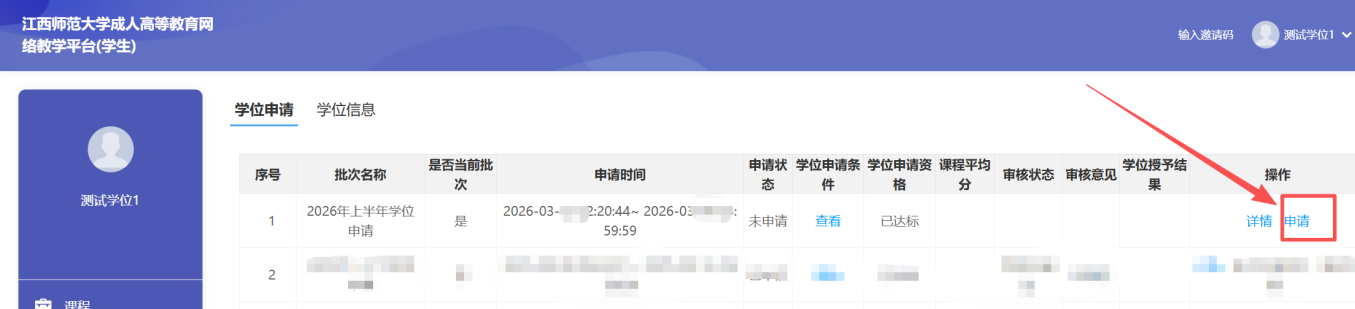 江西师范大学成人高等教育网
络教学平台(学生)
输入邀请码
测试学位1
测试学位1
课程
学位申请 学位信息
序号 批次名称 是否当前批次 申请时间 申请状态 学位申请条件 学位申请资格 课程平均分 审核状态 审核意见 学位授予结果 操作
1 2026年上半年学位申请 是 2026-03- 2:20:44~ 2026-03 :59:59 未申请 查看 已达标 详情 申请
2